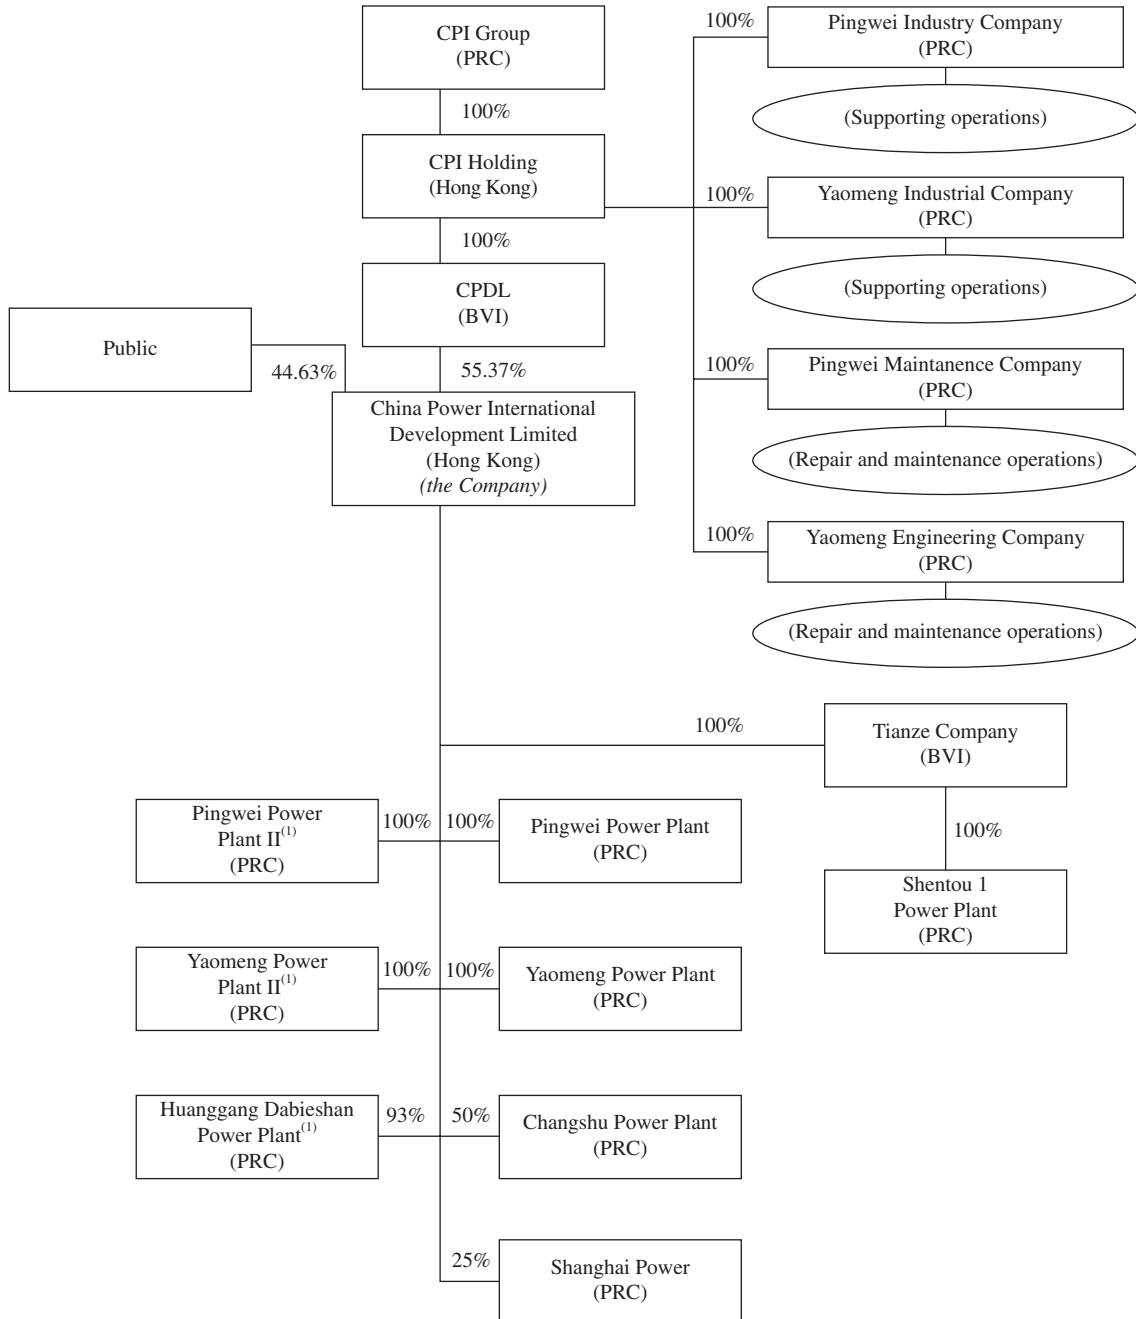 CPI Group
(PRC)
100%
CPI Holding
(Hong Kong)
100%
CPDL
(BVI)
Public
44.63%
55.37%
China Power International
Development Limited
(Hong Kong)
(the Company)
100%
Pingwei Industry Company
(PRC)
(Supporting operations)
100%
Yaomeng Industrial Company
(PRC)
(Supporting operations)
100%
Pingwei Maintanence Company
(PRC)
(Repair and maintenance operations)
100%
Yaomeng Engineering Company
(PRC)
(Repair and maintenance operations)
100%
Tianze Company
(BVI)
100%
Shentou 1
Power Plant
(PRC)
Pingwei Power
Plant II(1)
(PRC)
100%
100%
Pingwei Power Plant
(PRC)
Yaomeng Power
Plant II(1)
(PRC)
100%
100%
Yaomeng Power Plant
(PRC)
Huanggang Dabieshan
Power Plant(1)
(PRC)
93%
50%
Changshu Power Plant
(PRC)
25%
Shanghai Power
(PRC)